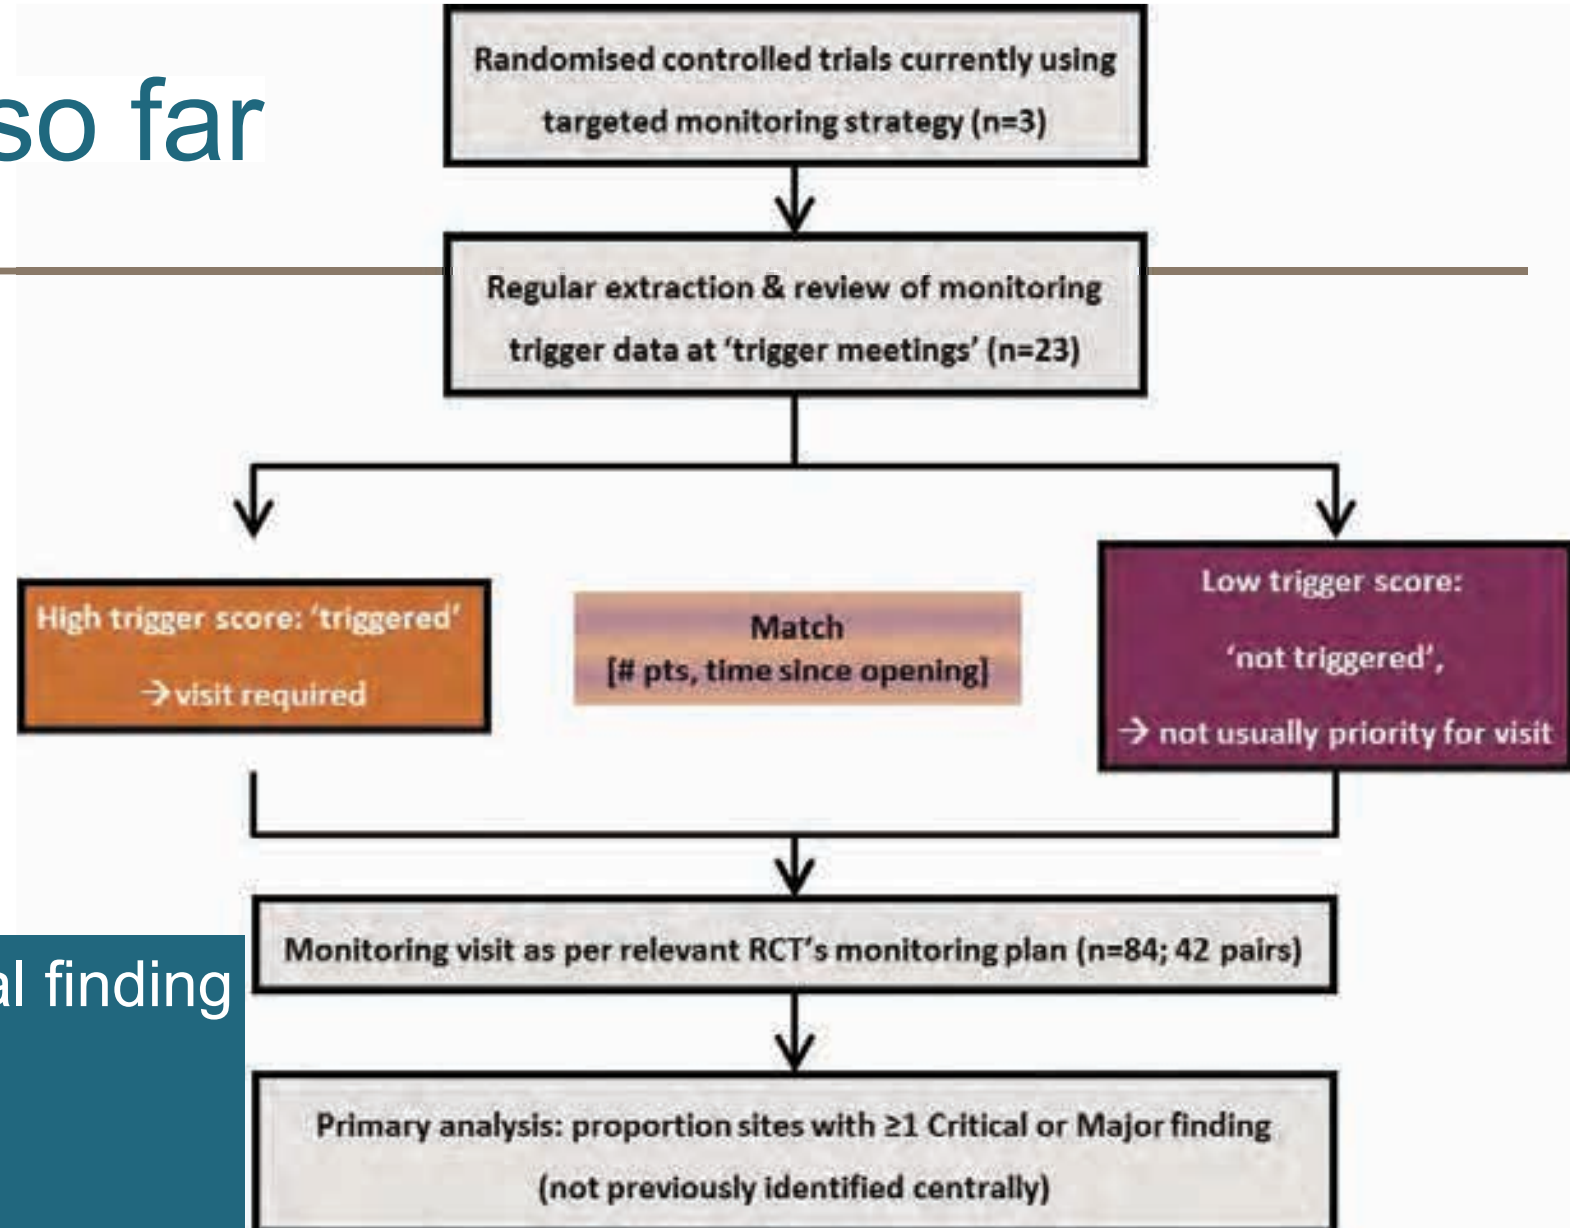 so far
Randomised controlled trials currently using
targeted monitoring strategy (n=3)
Regular extraction & review of monitoring
trigger data at ‘trigger meetings’ (n=23)
High trigger score: ‘triggered’
→ visit required
Match
[# pts, time since opening]
Low trigger score:
‘not triggered’,
→ not usually priority for visit
Monitoring visit as per relevant RCT’s monitoring plan (n=84; 42 pairs)
al finding
Primary analysis: proportion sites with ≥1 Critical or Major finding
(not previously identified centrally)